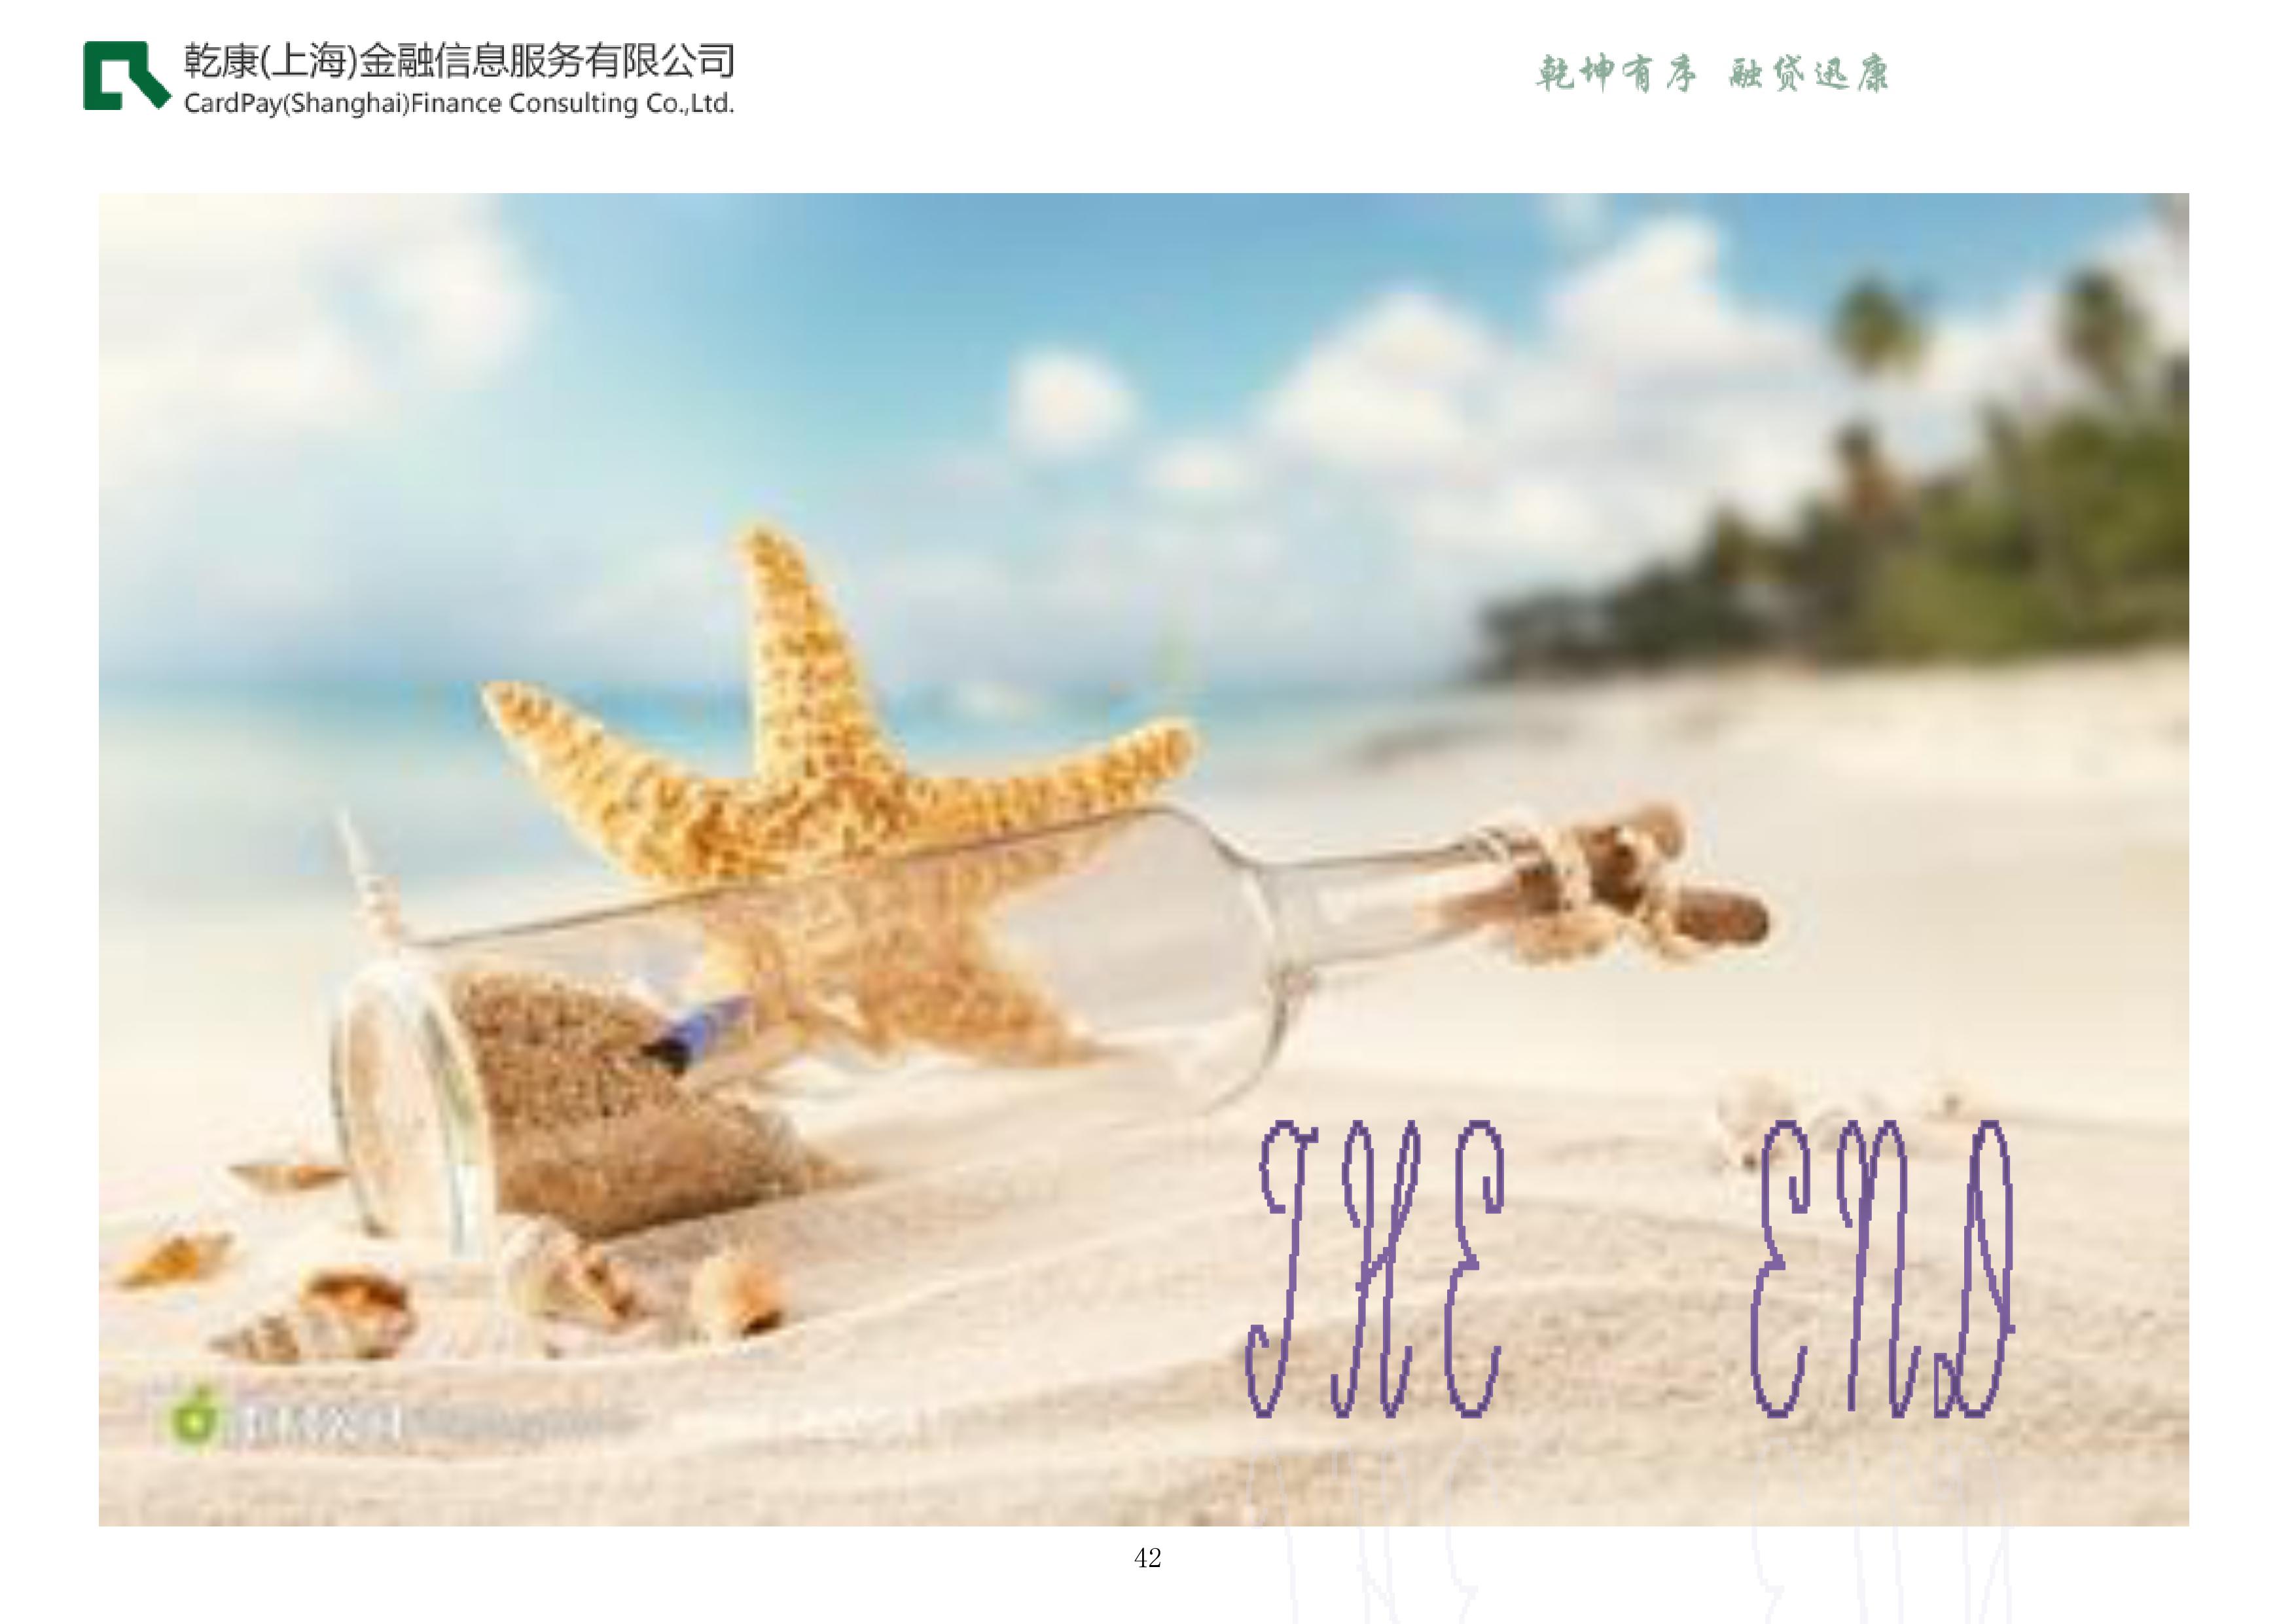 乾康(上海)金融信息服务有限公司
CardPay(Shanghai)Finance Consulting Co.,Ltd.
乾坤有序 融贷迅康
THE END
42